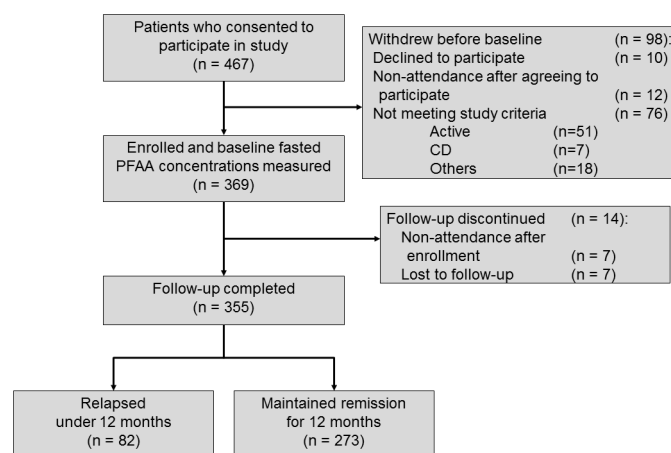 Patients who consented to
participate in study
(n = 467)
Withdrew before baseline (n = 98):
Declined to participate (n = 10)
Non-attendance after agreeing to
participate (n = 12)
Not meeting study criteria (n = 76)
Active (n=51)
CD (n=7)
Others (n=18)
Enrolled and baseline fasted
PFAA concentrations measured
(n = 369)
Follow-up discontinued (n = 14):
Non-attendance after
enrollment (n = 7)
Lost to follow-up (n = 7)
Follow-up completed
(n = 355)
Relapsed
under 12 months
(n = 82)
Maintained remission
for 12 months
(n = 273)